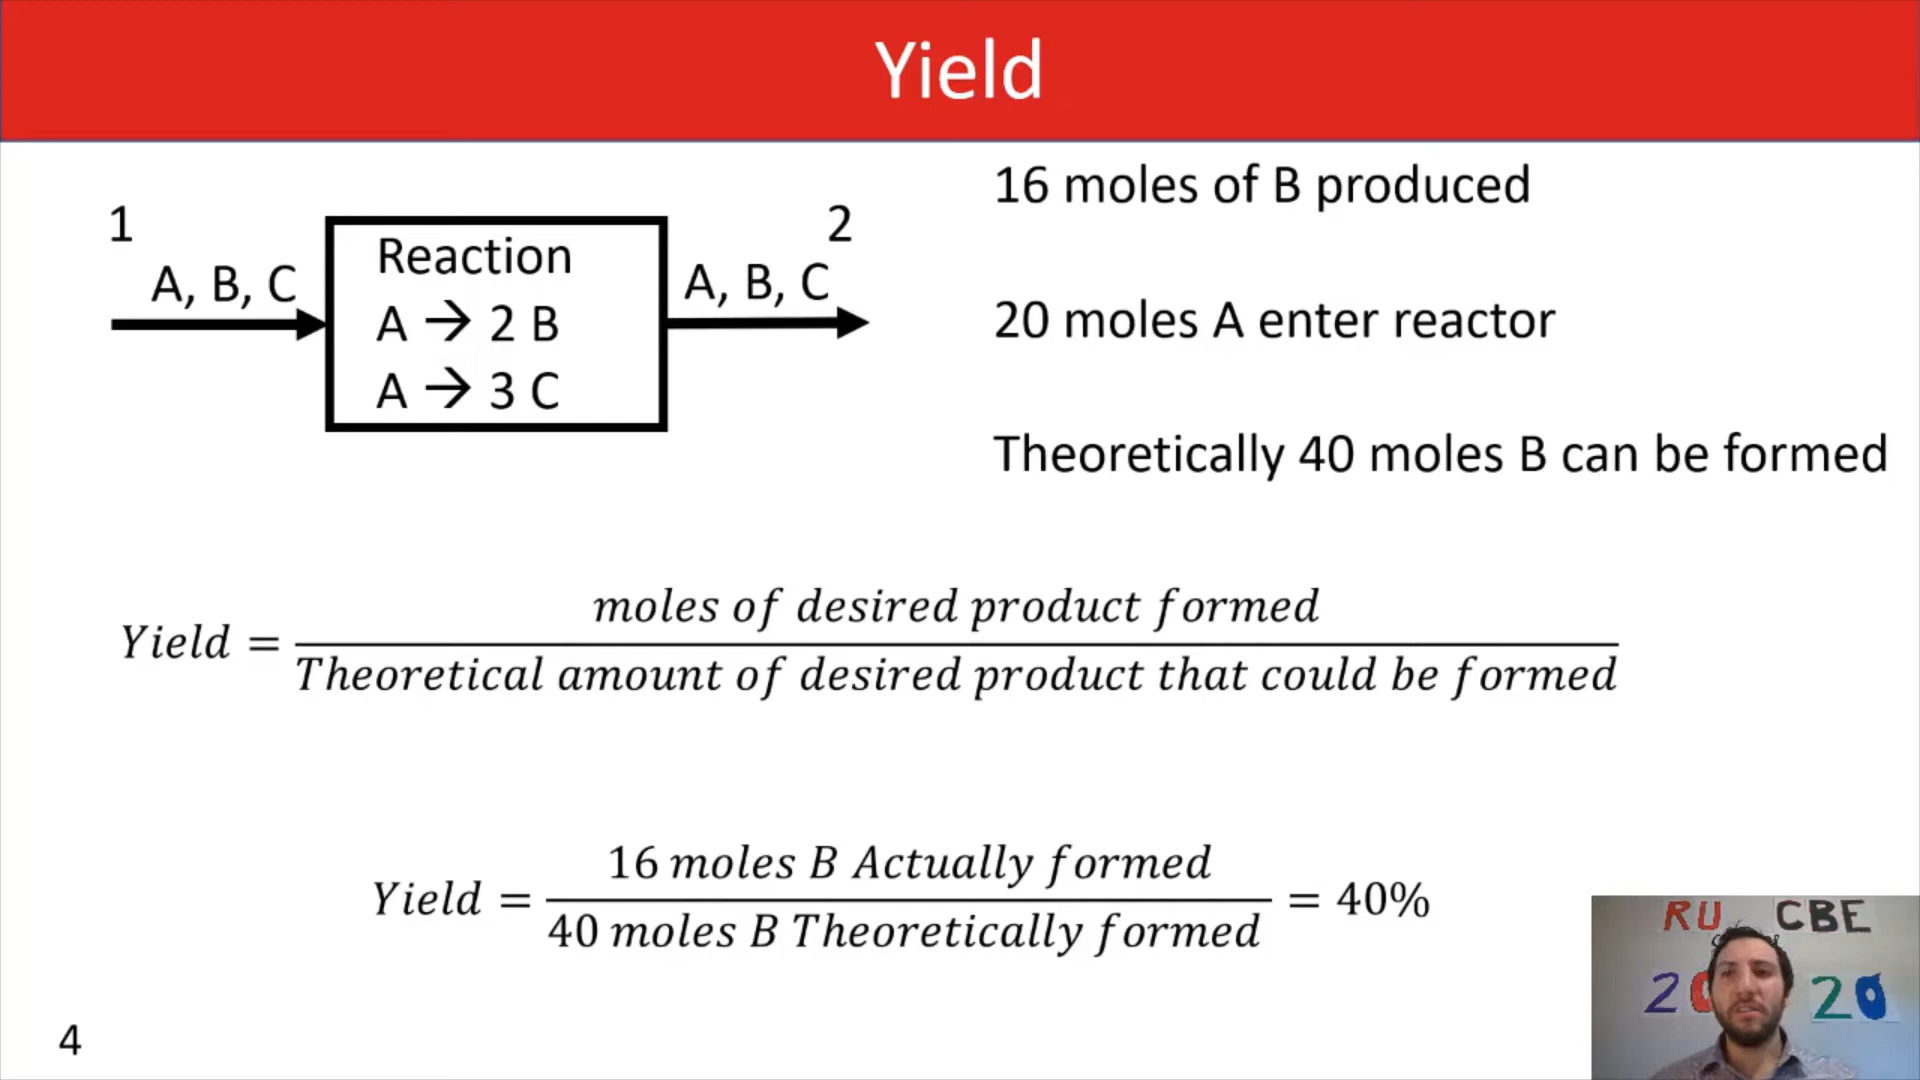 Yield
1
2
A, B, C
A, B, C
Reaction
A → 2 B
A → 3 C
16 moles of B produced
20 moles A enter reactor
Theoretically 40 moles B can be formed
Yield = moles of desired product formed / Theoretical amount of desired product that could be formed
Yield = 16 moles B Actually formed / 40 moles B Theoretically formed = 40%
4
RU CBE
20 20